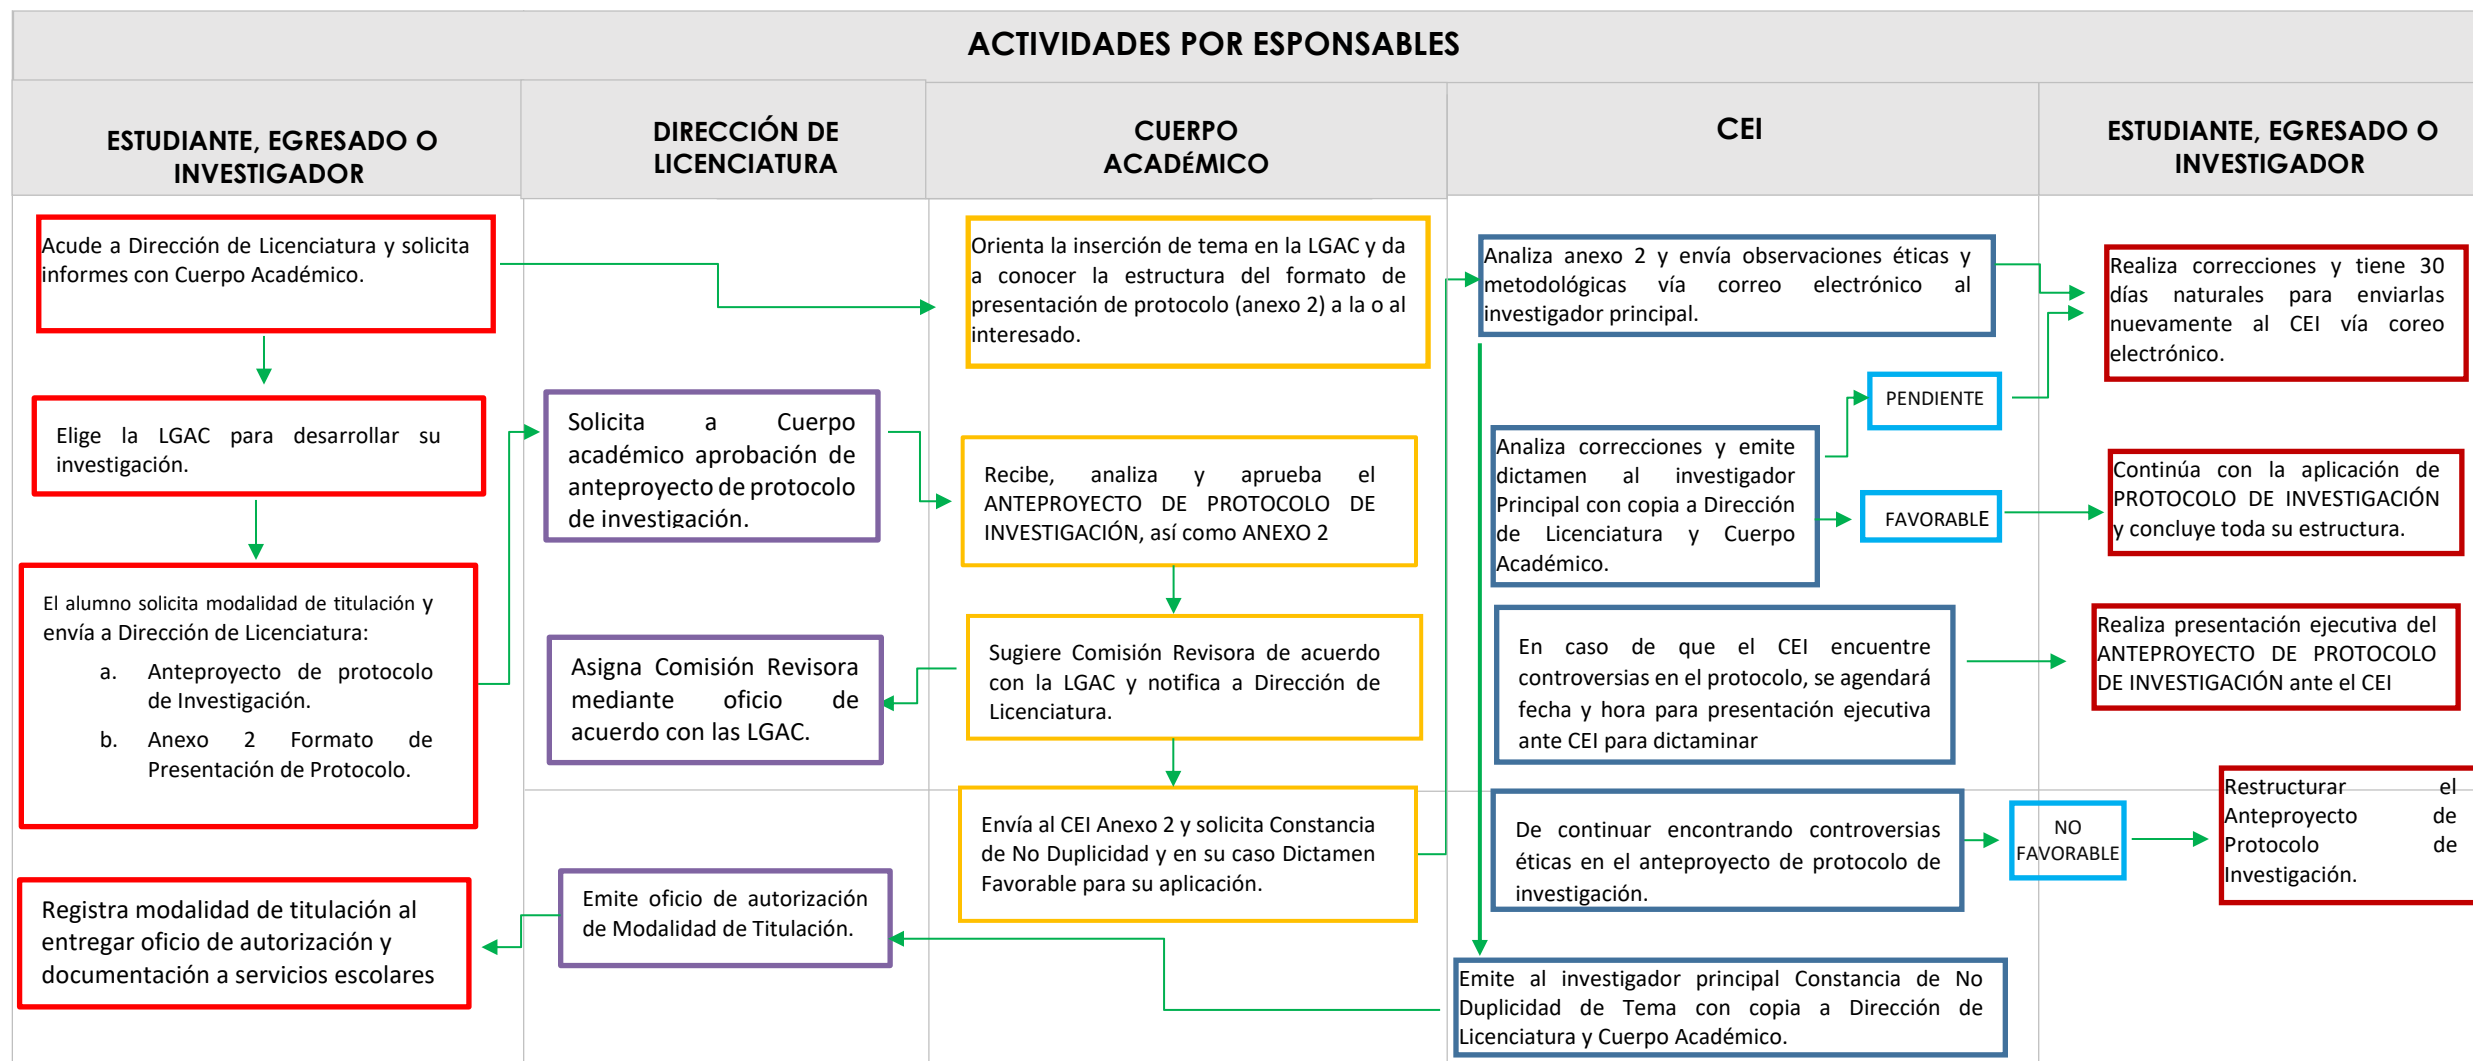 ACTIVIDADES POR ESPONSABLES
ESTUDIANTE, EGRESADO O
INVESTIGADOR
DIRECCIÓN DE
LICENCIATURA
CUERPO
ACADÉMICO
CEI
ESTUDIANTE, EGRESADO O
INVESTIGADOR
Acude a Dirección de Licenciatura y solicita
informes con Cuerpo Académico.
Elige la LGAC para desarrollar su
investigación.
El alumno solicita modalidad de titulación y
envía a Dirección de Licenciatura:
a. Anteproyecto de protocolo
de Investigación.
b. Anexo 2 Formato de
Presentación de Protocolo.
Registra modalidad de titulación al
entregar oficio de autorización y
documentación a servicios escolares
Solicita a Cuerpo
académico aprobación de
anteproyecto de protocolo
de investigación.
Asigna Comisión Revisora
mediante oficio de
acuerdo con las LGAC.
Emite oficio de autorización
de Modalidad de Titulación.
Orienta la inserción de tema en la LGAC y da
a conocer la estructura del formato de
presentación de protocolo (anexo 2) a la o al
interesado.
Recibe, analiza y aprueba el
ANTEPROYECTO DE PROTOCOLO DE
INVESTIGACIÓN, así como ANEXO 2
Sugiere Comisión Revisora de acuerdo
con la LGAC y notifica a Dirección de
Licenciatura.
Envía al CEI Anexo 2 y solicita Constancia
de No Duplicidad y en su caso Dictamen
Favorable para su aplicación.
Analiza anexo 2 y envía observaciones éticas y
metodológicas vía correo electrónico al
investigador principal.
Analiza correcciones y emite
dictamen al investigador
Principal con copia a Dirección
de Licenciatura y Cuerpo
Académico.
PENDIENTE
FAVORABLE
En caso de que el CEI encuentre
controversias en el protocolo, se agendará
fecha y hora para presentación ejecutiva
ante CEI para dictaminar
De continuar encontrando controversias
éticas en el anteproyecto de protocolo de
investigación.
NO
FAVORABLE
Emite al investigador principal Constancia de No
Duplicidad de Tema con copia a Dirección de
Licenciatura y Cuerpo Académico.
Realiza correcciones y tiene 30
días naturales para enviarlas
nuevamente al CEI vía coreo
electrónico.
Continúa con la aplicación de
PROTOCOLO DE INVESTIGACIÓN
y concluye toda su estructura.
Realiza presentación ejecutiva del
ANTEPROYECTO DE PROTOCOLO
DE INVESTIGACIÓN ante el CEI
Restructurar el
Anteproyecto de
Protocolo de
Investigación.